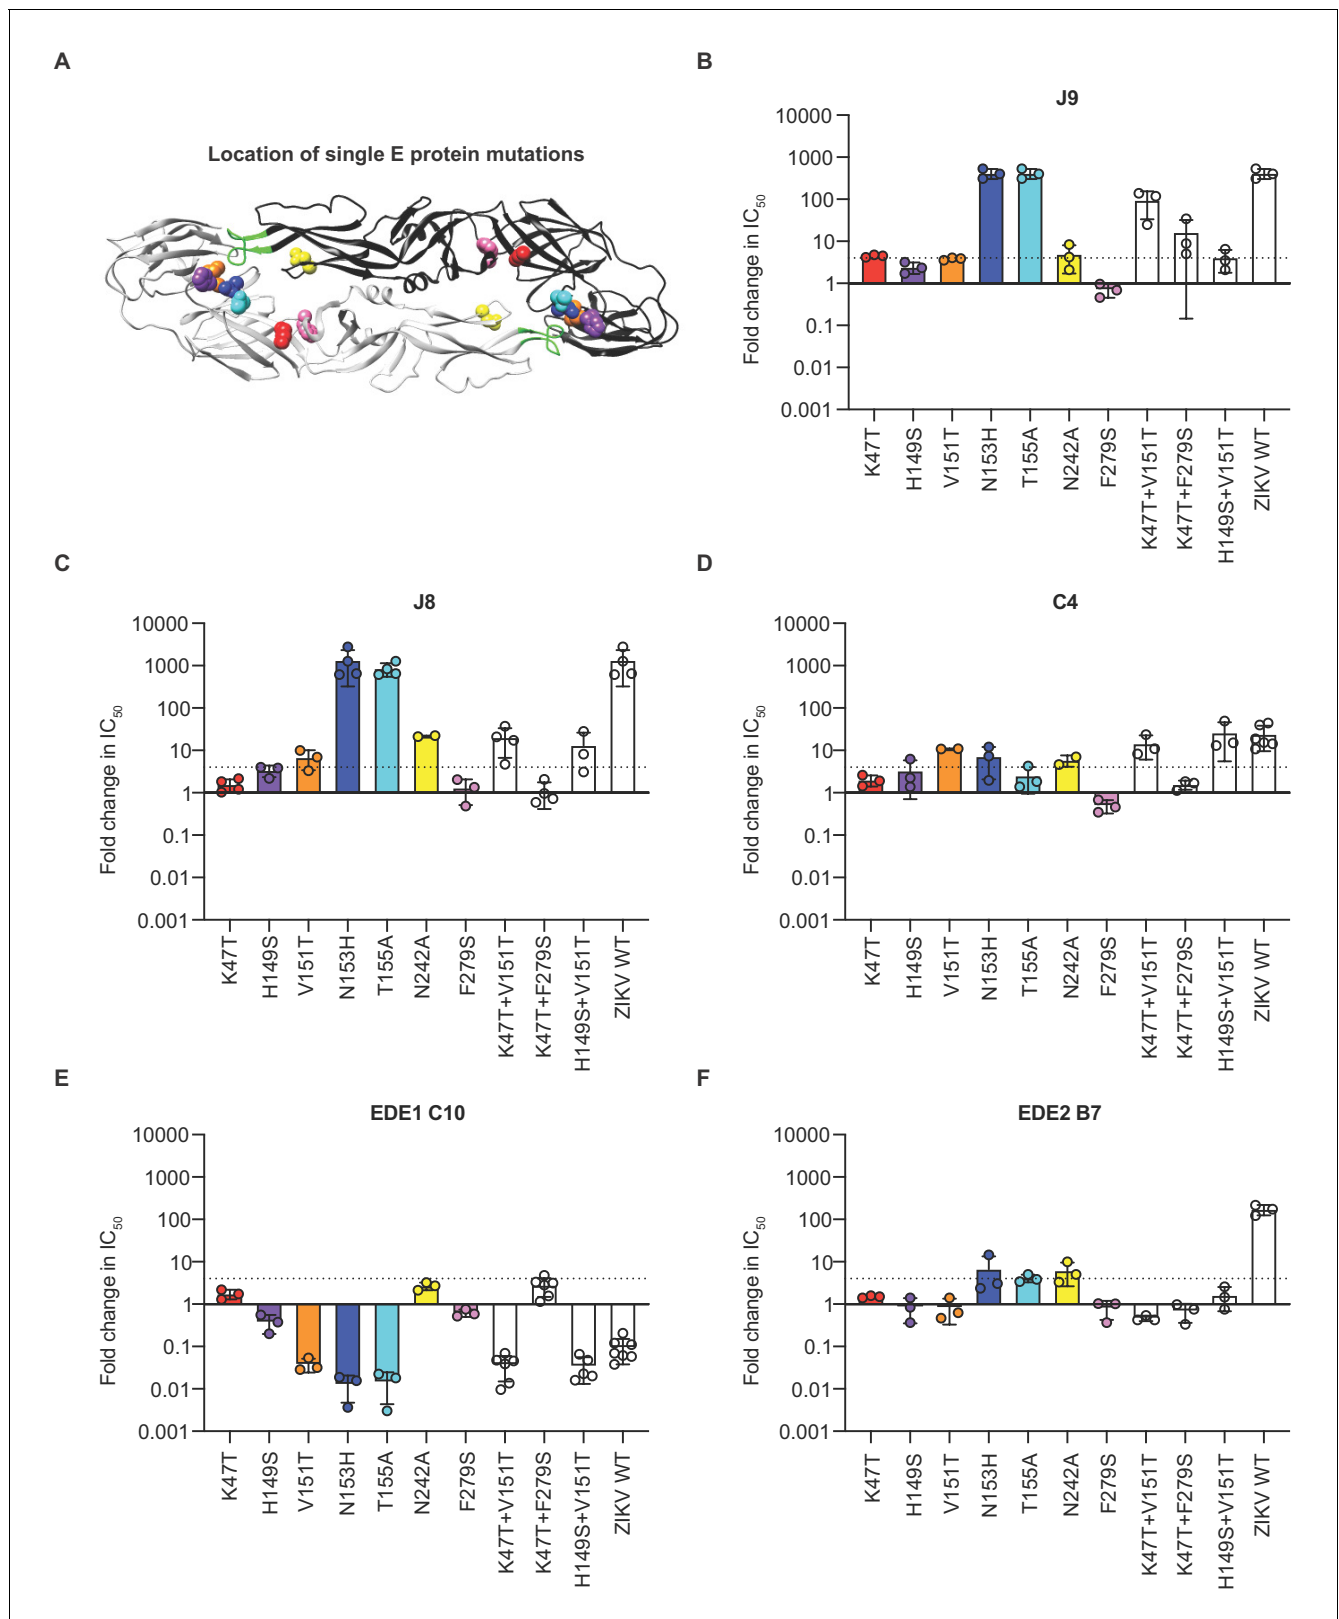 A
Location of single E protein mutations
B
J9
Fold change in IC50
10000
1000
100
10
1
0.1
0.01
0.001
K47T
H149S
V151T
N153H
T155A
N242A
F279S
K47T+V151T
K47T+F279S
H149S+V151T
ZIKV WT
C
J8
Fold change in IC50
10000
1000
100
10
1
0.1
0.01
0.001
K47T
H149S
V151T
N153H
T155A
N242A
F279S
K47T+V151T
K47T+F279S
H149S+V151T
ZIKV WT
D
C4
Fold change in IC50
10000
1000
100
10
1
0.1
0.01
0.001
K47T
H149S
V151T
N153H
T155A
N242A
F279S
K47T+V151T
K47T+F279S
H149S+V151T
ZIKV WT
E
EDE1 C10
Fold change in IC50
10000
1000
100
10
1
0.1
0.01
0.001
K47T
H149S
V151T
N153H
T155A
N242A
F279S
K47T+V151T
K47T+F279S
H149S+V151T
ZIKV WT
F
EDE2 B7
Fold change in IC50
10000
1000
100
10
1
0.1
0.01
0.001
K47T
H149S
V151T
N153H
T155A
N242A
F279S
K47T+V151T
K47T+F279S
H149S+V151T
ZIKV WT